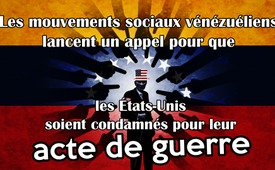 Les mouvements sociaux vénézuéliens
lancent un appel pour que
les États-Unis
soient condamnés pour leur
acte de guerre